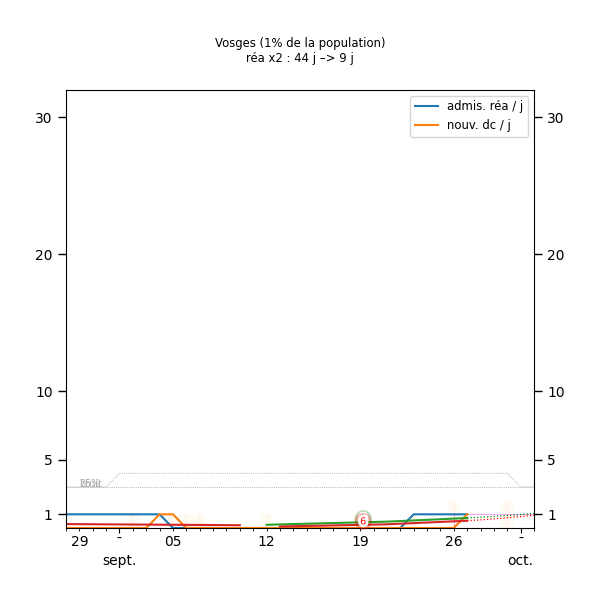 Vosges (1% de la population)
réa x2 : 44 j –> 9 j
admis. réa / j
nouv. dc / j
30 30
20 20
10 10
5 5
1 1
6
29 - 05 12 19 26 -
sept. oct.